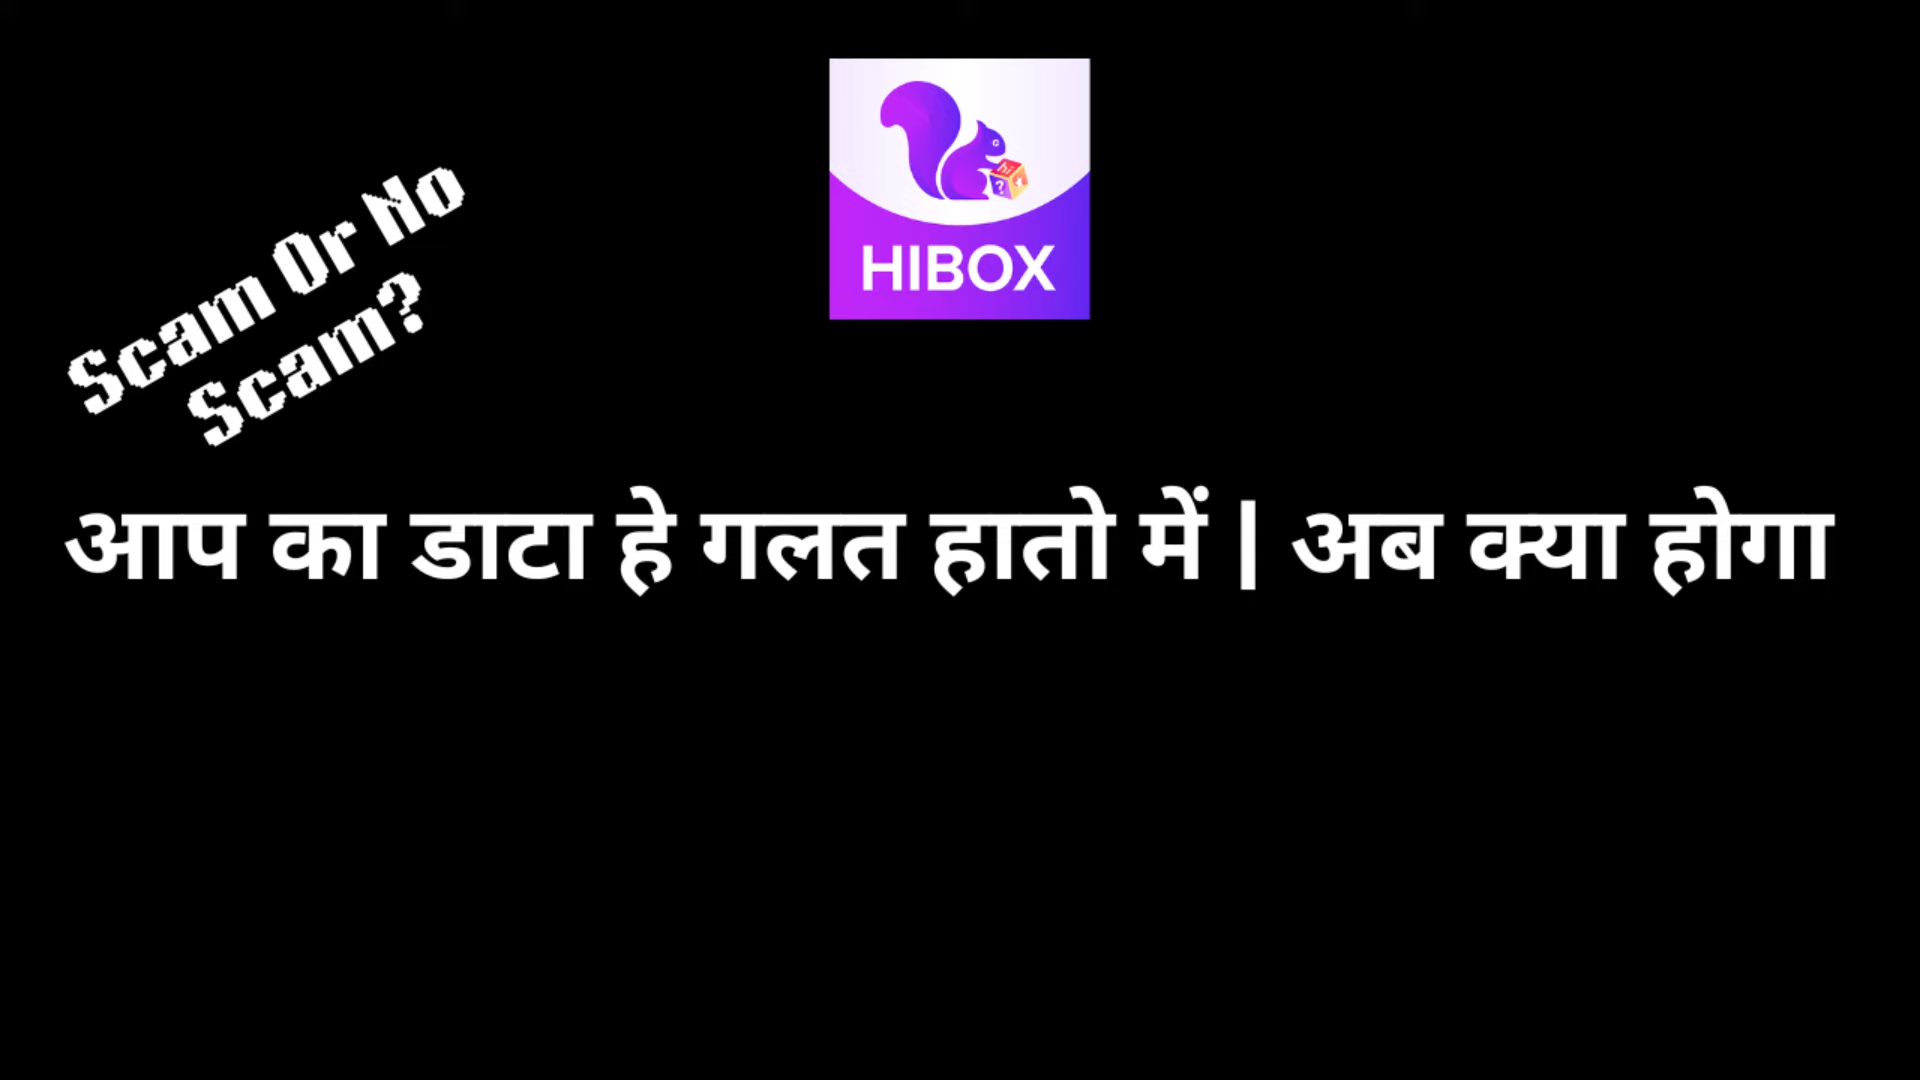 HIBOX
Scam Or No
Scam?
आप का डाटा हे गलत हातो में | अब क्या होगा